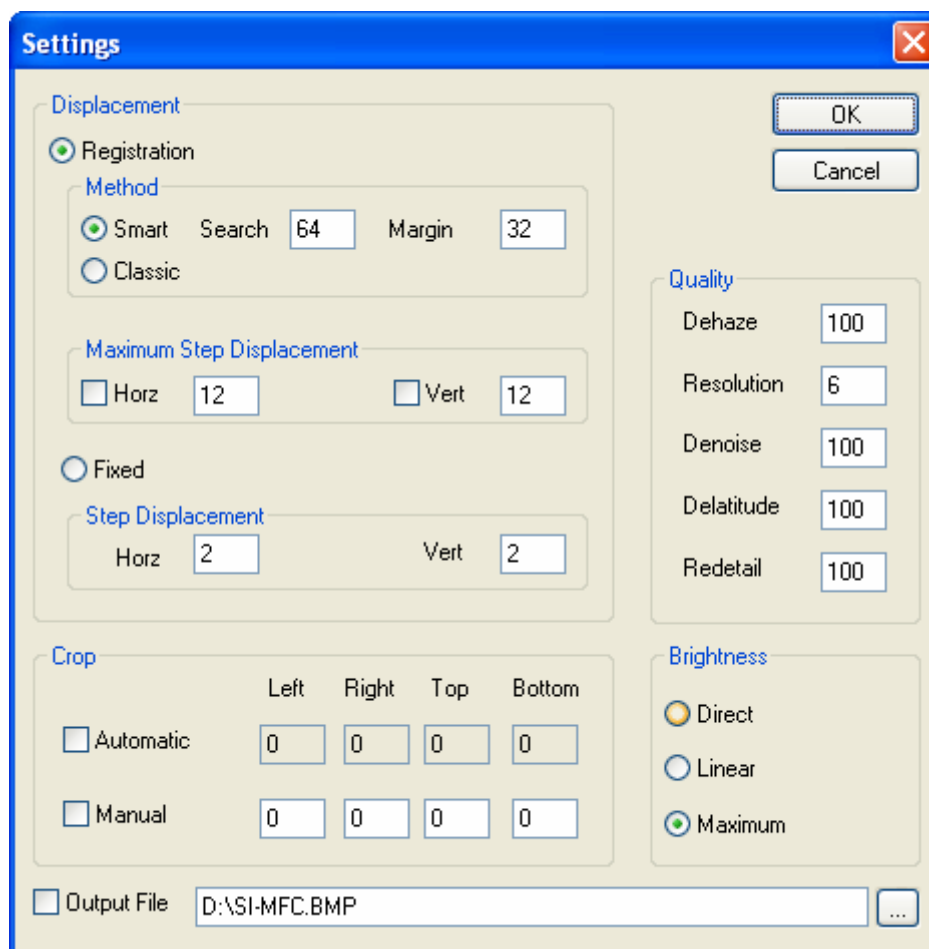 Settings
Displacement
OK
Registration
Cancel
Method
Smart Search 64 Margin 32
Classic
Quality
Dehaze 100
Maximum Step Displacement
Horz 12 Vert 12
Resolution 6
Denoise 100
Fixed
Step Displacement
Delatitude 100
Horz 2 Vert 2
Redetail 100
Crop
Brightness
Left Right Top Bottom
Direct
Automatic 0 0 0 0
Linear
Manual 0 0 0 0
Maximum
Output File D:\SI-MFC.BMP ...